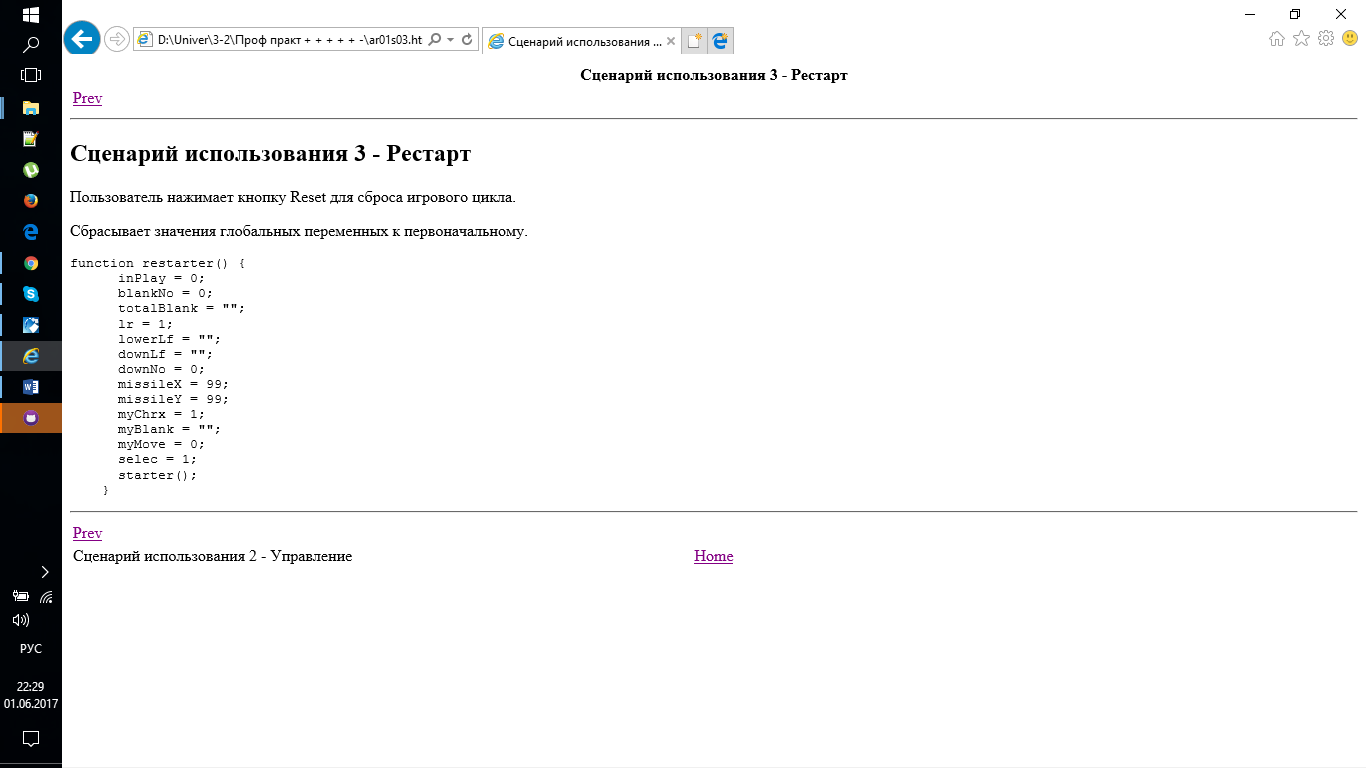 D:\Univer\3-2\Проф практ + + + + + -\ar01s03.ht
Сценарий использования ...
Сценарий использования 3 - Рестарт
Prev
Сценарий использования 3 - Рестарт
Пользователь нажимает кнопку Reset для сброса игрового цикла.
Сбрасывает значения глобальных переменных к первоначальному.
function restarter() {
inPlay = 0;
blankNo = 0;
totalBlank = "";
lr = 1;
lowerLf = "";
downLf = "";
downNo = 0;
missileX = 99;
missileY = 99;
myChrx = 1;
myBlank = "";
myMove = 0;
selec = 1;
starter();
}
Prev
Сценарий использования 2 - Управление
Home
РУС
22:29
01.06.2017